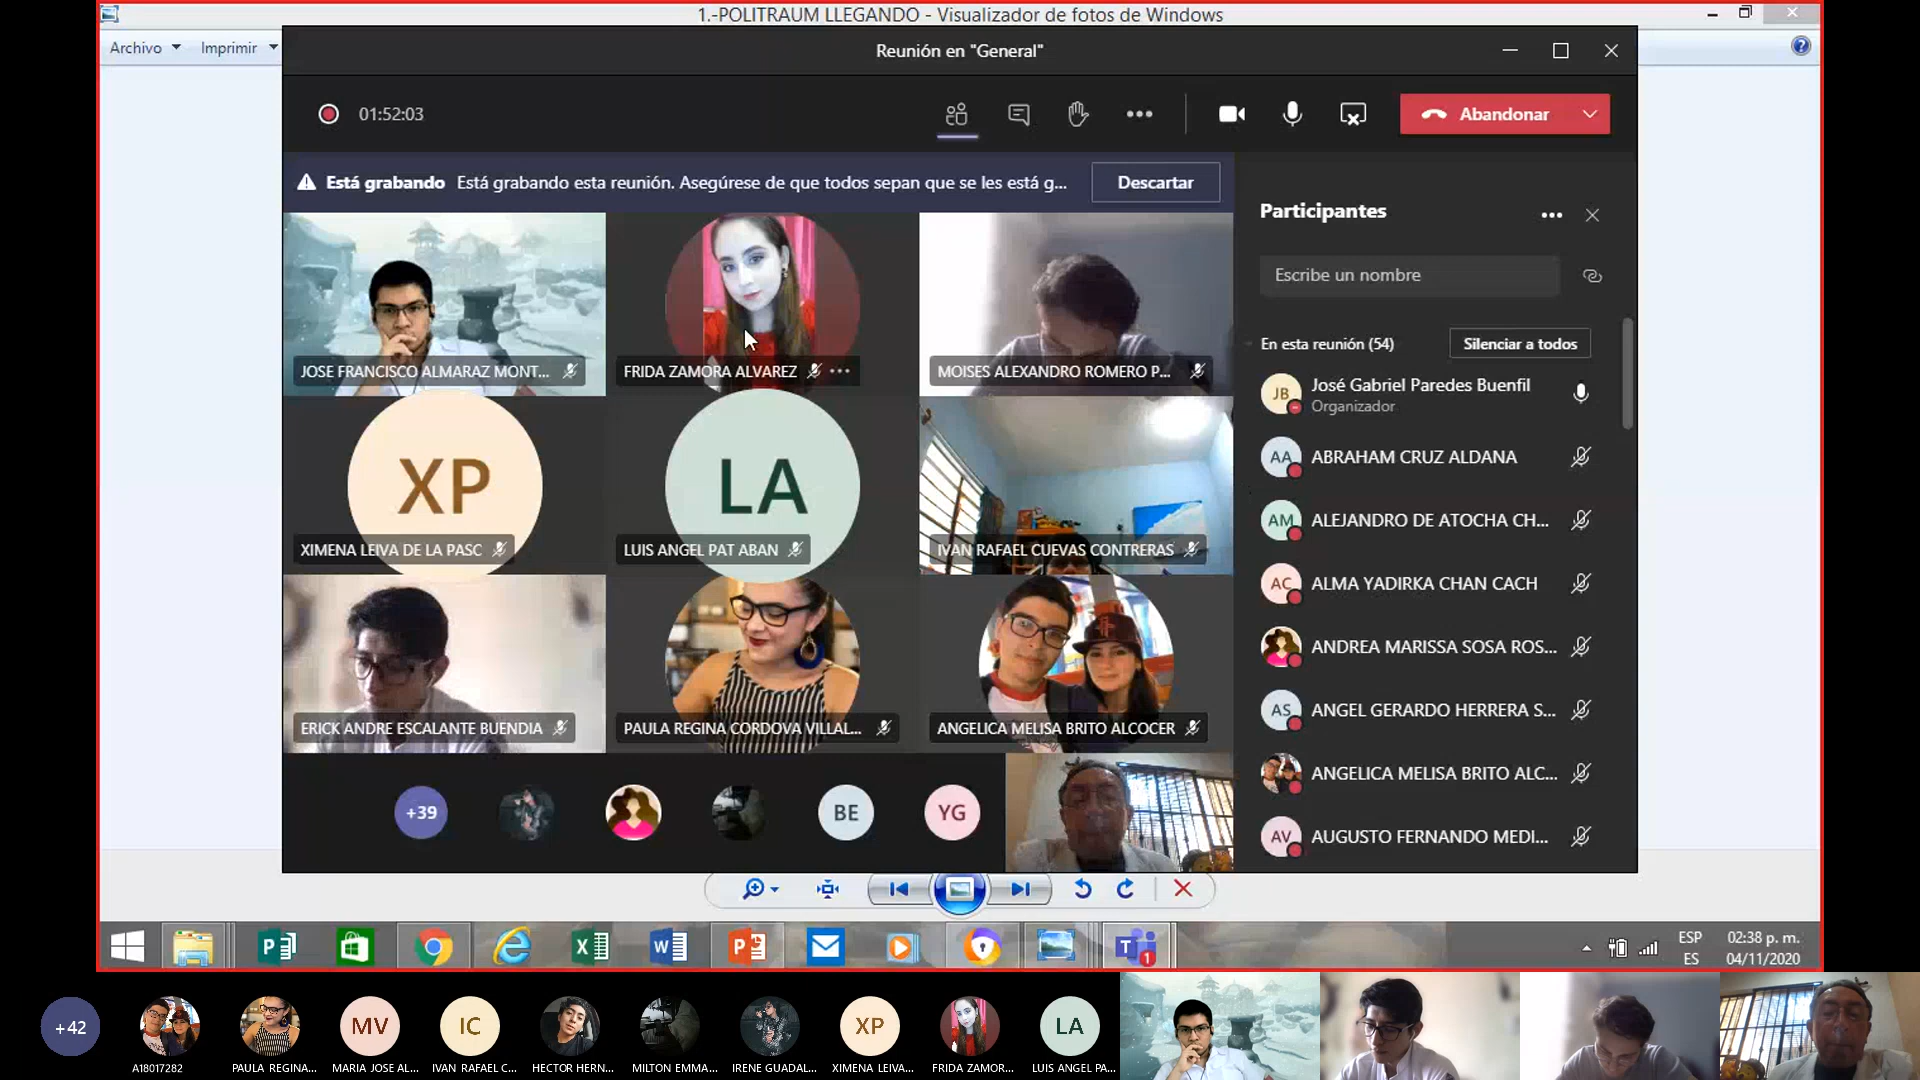 1.-POLITRAUM LLEGANDO - Visualizador de fotos de Windows
Archivo
Imprimir
Reunión en "General"
01:52:03
Abandonar
Está grabando Está grabando esta reunión. Asegúrese de que todos sepan que se les está g...
Descartar
Participantes
Escribe un nombre
En esta reunión (54)
Silenciar a todos
JB
José Gabriel Paredes Buenfil
Organizador
AA
ABRAHAM CRUZ ALDANA
AM
ALEJANDRO DE ATOCHA CH...
AC
ALMA YADIRKA CHAN CACH
ANDREA MARISSA SOSA ROS...
AS
ANGEL GERARDO HERRERA S...
ANGELICA MELISA BRITO ALC...
AV
AUGUSTO FERNANDO MEDI...
JOSE FRANCISCO ALMARAZ MONT...
FRIDA ZAMORA ALVAREZ
MOISES ALEXANDRO ROMERO P...
XP
XIMENA LEIVA DE LA PASC
LA
LUIS ANGEL PAT ABAN
IVAN RAFAEL CUEVAS CONTRERAS
ERICK ANDRE ESCALANTE BUENDIA
PAULA REGINA CORDOVA VILLAL...
ANGELICA MELISA BRITO ALCOCER
+39
BE
YG
ESP
ES
02:38 p. m.
04/11/2020
+42
MV
IC
XP
LA
A18017282
PAULA REGINA...
MARIA JOSE AL...
IVAN RAFAEL C...
HECTOR HERN...
MILTON EMMA...
IRENE GUADAL...
XIMENA LEIVA...
FRIDA ZAMOR...
LUIS ANGEL PA...